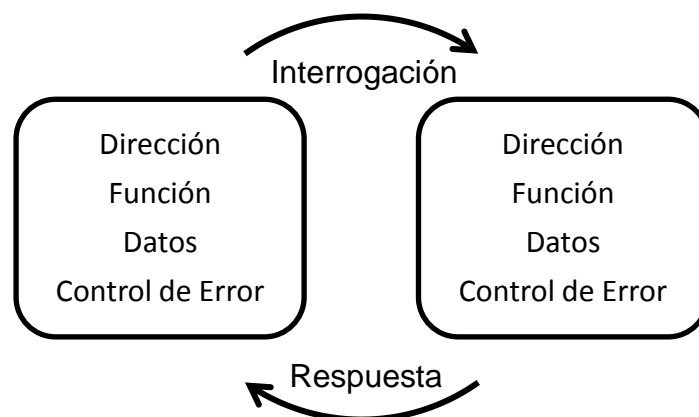 Interrogación
Dirección
Función
Datos
Control de Error
Dirección
Función
Datos
Control de Error
Respuesta